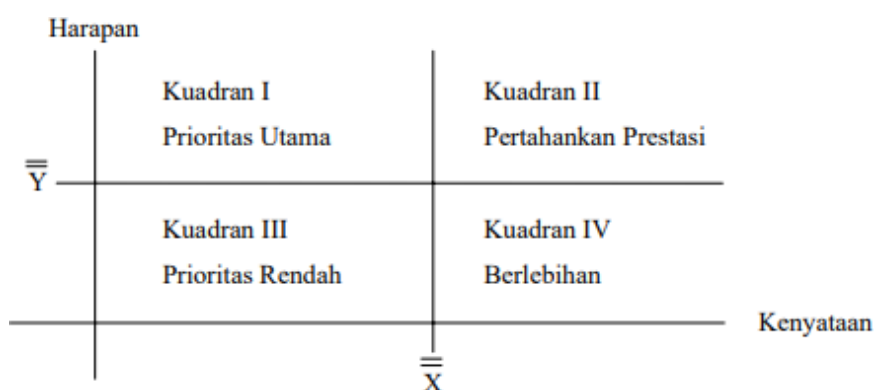 Harapan
Kuadran I
Prioritas Utama
Kuadran II
Pertahankan Prestasi
Y
Kuadran III
Prioritas Rendah
Kuadran IV
Berlebihan
Kenyataan
X